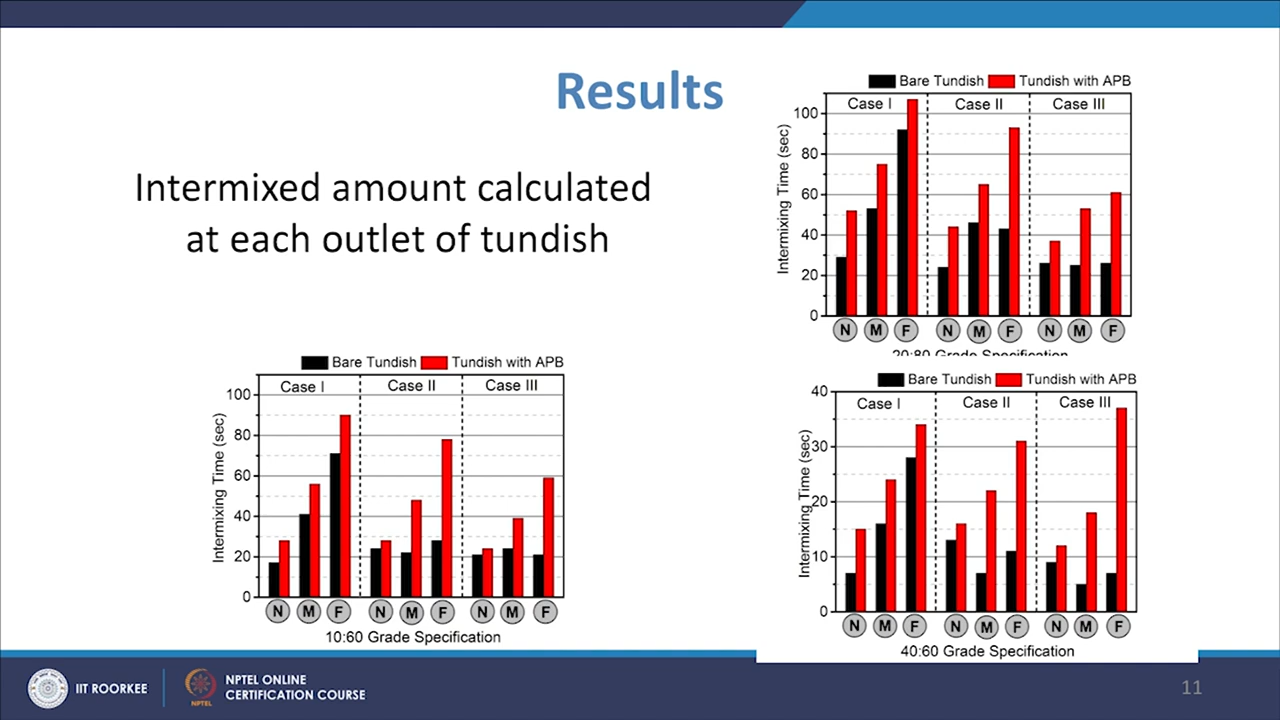 Results
Intermixed amount calculated
at each outlet of tundish
Bare Tundish Tundish with APB
Case I Case II Case III
Intermixing Time (sec)
100
80
60
40
20
0
N M F N M F N M F
20:80 Grade Specification
Bare Tundish Tundish with APB
Case I Case II Case III
Intermixing Time (sec)
100
80
60
40
20
0
N M F N M F N M F
10:60 Grade Specification
Bare Tundish Tundish with APB
Case I Case II Case III
Intermixing Time (sec)
40
30
20
10
0
N M F N M F N M F
40:60 Grade Specification
IIT ROORKEE
NPTEL
NPTEL ONLINE
CERTIFICATION COURSE
11